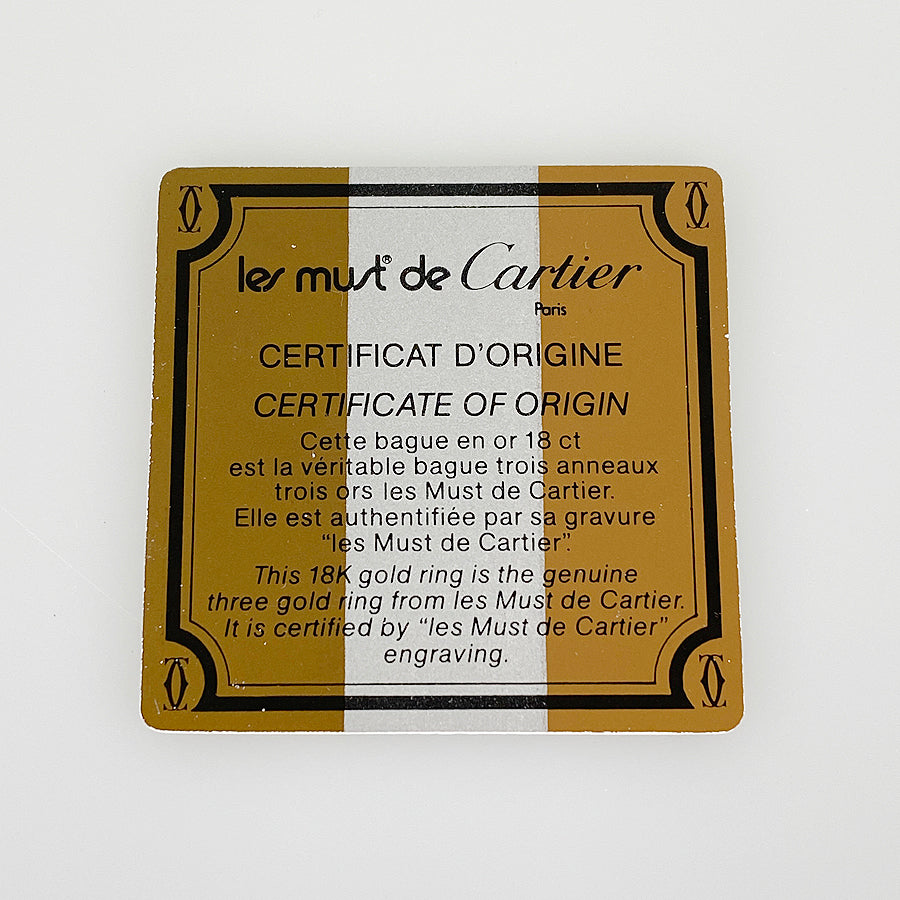 les must® de Cartier
Paris
CERTIFICAT D'ORIGINE
CERTIFICATE OF ORIGIN
Cette bague en or 18 ct
est la véritable bague trois anneaux
trois ors les Must de Cartier.
Elle est authentifiée par sa gravure
“les Must de Cartier”.
This 18K gold ring is the genuine
three gold ring from les Must de Cartier.
It is certified by “les Must de Cartier”
engraving.